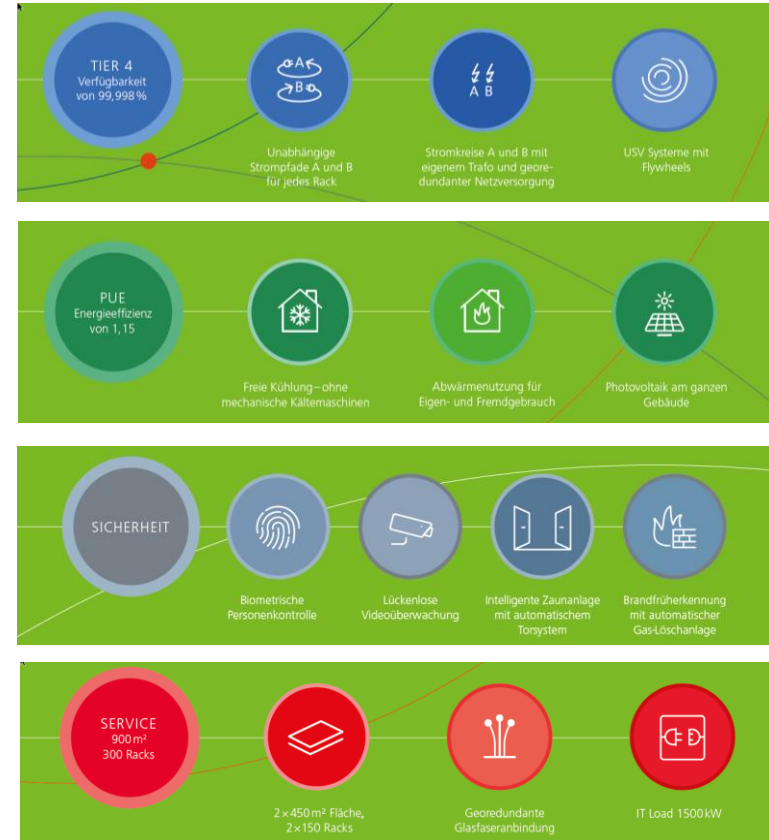 TIER 4
Verfügbarkeit
von 99,998 %
A
B
Unabhängige
Strompfade A und B
für jedes Rack
A B
Stromkreise A und B mit
eigenem Trafo und geore-
dundanter Netzversorgung
USV Systeme mit
Flywheels
PUE
Energieeffizienz
von 1,15
Freie Kühlung – ohne
mechanische Kältemaschinen
Abwärmenutzung für
Eigen- und Fremdgebrauch
Photovoltaik am ganzen
Gebäude
SICHERHEIT
Biometrische
Personenkontrolle
Lückenlose
Videoüberwachung
Intelligente Zaunanlage
mit automatischem
Torsystem
Brandfrüherkennung
mit automatischer
Gas-Löschanlage
SERVICE
900 m²
300 Racks
2 × 450 m² Fläche,
2 × 150 Racks
Georedundante
Glasfaseranbindung
IT Load 1500 kW